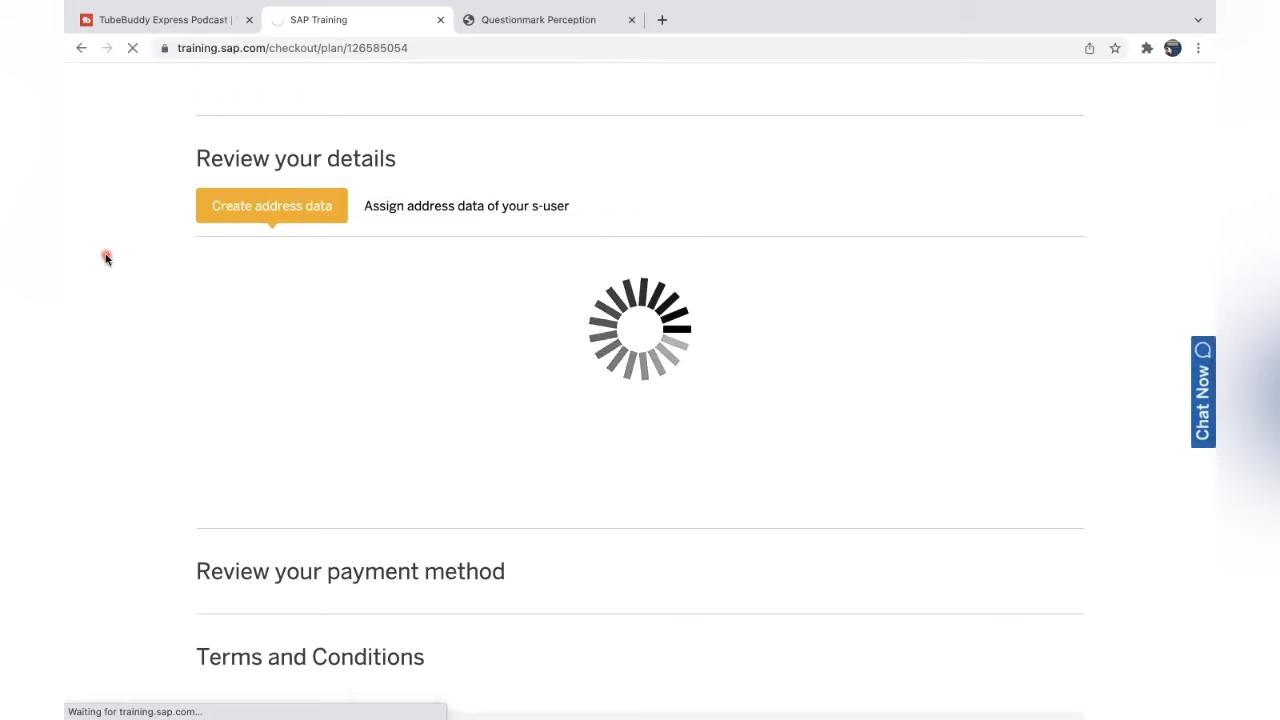 TubeBuddy Express Podcast |
SAP Training
Questionmark Perception
training.sap.com/checkout/plan/126585054
Review your details
Create address data
Assign address data of your s-user
Chat Now
Review your payment method
Terms and Conditions
Waiting for training.sap.com...